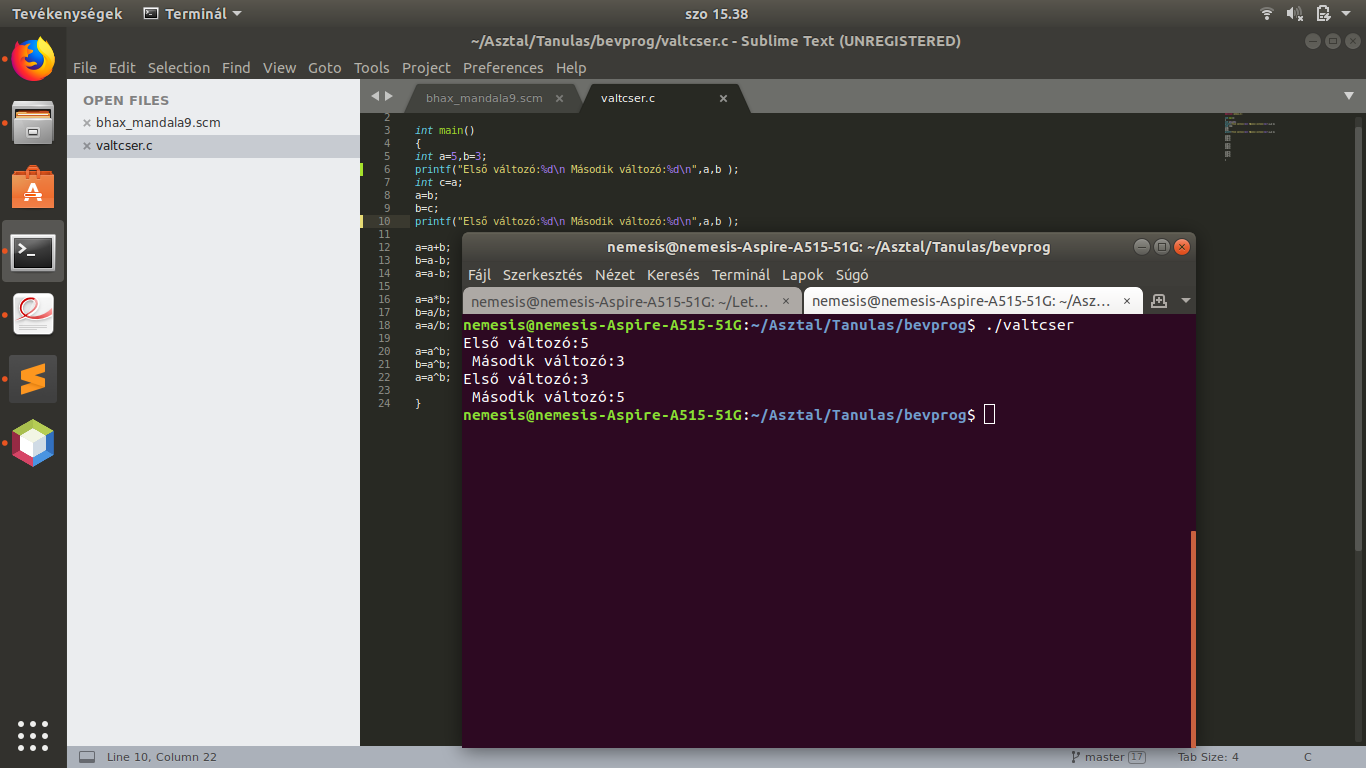 Tevékenységek
Terminál
szo 15.38
~/Asztal/Tanulas/bevprog/valtcser.c - Sublime Text (UNREGISTERED)
File Edit Selection Find View Goto Tools Project Preferences Help
OPEN FILES
bhax_mandala9.scm
valtcser.c
bhax_mandala9.scm
valtcser.c
2
3 int main()
4 {
5 int a=5,b=3;
6 printf("Első változó:%d\n Második változó:%d\n",a,b );
7 int c=a;
8 a=b;
9 b=c;
10 printf("Első változó:%d\n Második változó:%d\n",a,b );
11
12 a=a+b;
13 b=a-b;
14 a=a-b;
15
16 a=a*b;
17 b=a/b;
18 a=a/b;
19
20 a=a^b;
21 b=a^b;
22 a=a^b;
23
24 }
nemesis@nemesis-Aspire-A515-51G: ~/Asztal/Tanulas/bevprog
Fájl Szerkesztés Nézet Keresés Terminál Lapok Súgó
nemesis@nemesis-Aspire-A515-51G: ~/Let…
nemesis@nemesis-Aspire-A515-51G: ~/Asz…
nemesis@nemesis-Aspire-A515-51G:~/Asztal/Tanulas/bevprog$ ./valtcser
Első változó:5
 Második változó:3
Első változó:3
 Második változó:5
nemesis@nemesis-Aspire-A515-51G:~/Asztal/Tanulas/bevprog$
Line 10, Column 22
master 17
Tab Size: 4
C